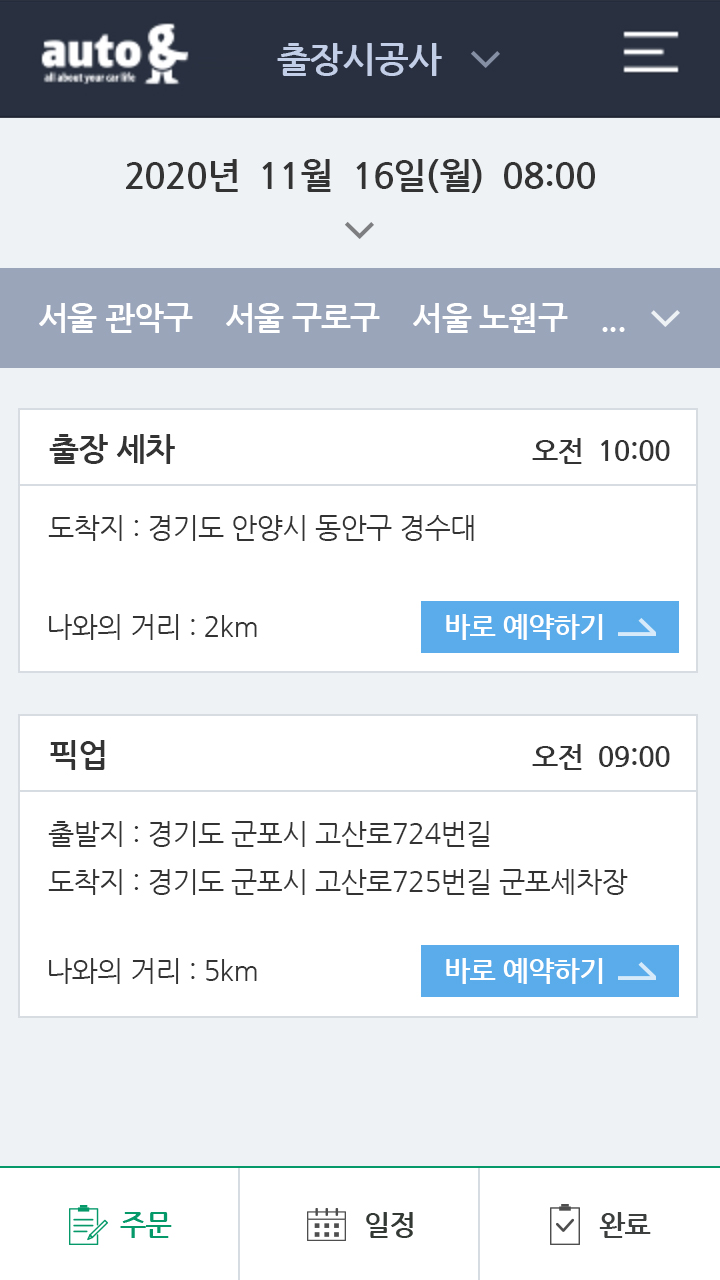 auto &
all about your car life
출장시공사
2020년 11월 16일(월) 08:00
서울 관악구 서울 구로구 서울 노원구 ...
출장 세차 오전 10:00
도착지 : 경기도 안양시 동안구 경수대
나와의 거리 : 2km 바로 예약하기
픽업 오전 09:00
출발지 : 경기도 군포시 고산로724번길
도착지 : 경기도 군포시 고산로725번길 군포세차장
나와의 거리 : 5km 바로 예약하기
주문 일정 완료